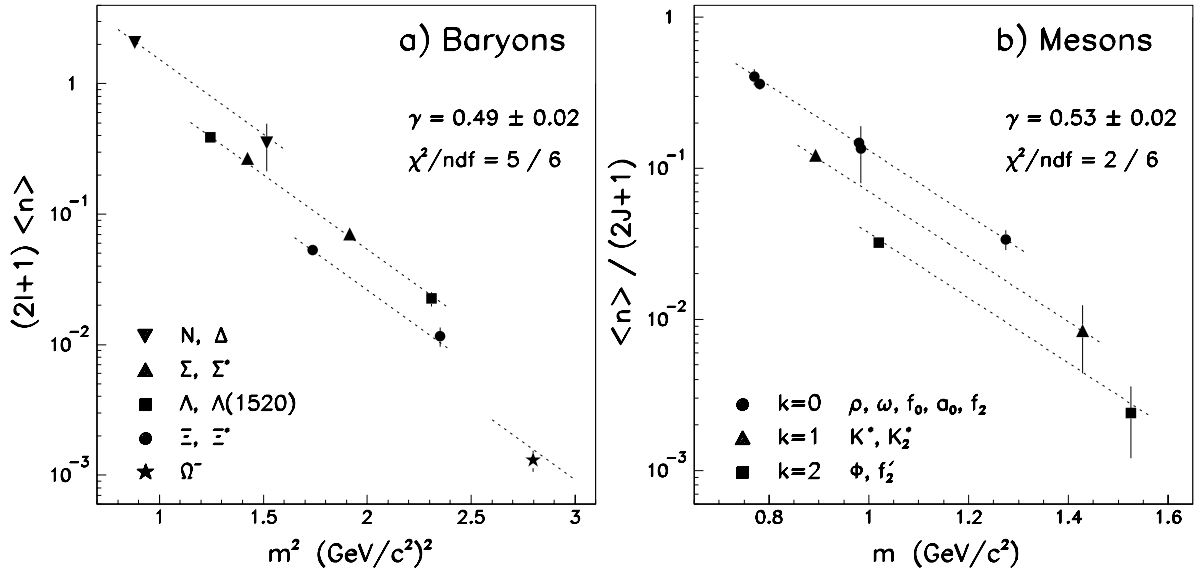 a) Baryons
γ = 0.49 ± 0.02
χ²/ndf = 5 / 6
(2I+1) <n>
1
10⁻¹
10⁻²
10⁻³
N, Δ
Σ, Σ*
Λ, Λ(1520)
Ξ, Ξ*
Ω⁻
1 1.5 2 2.5 3
m² (GeV/c²)²
b) Mesons
γ = 0.53 ± 0.02
χ²/ndf = 2 / 6
<n> / (2J+1)
1
10⁻¹
10⁻²
10⁻³
k=0 ρ, ω, f₀, a₀, f₂
k=1 K*, K₂*
k=2 Φ, f₂′
0.8 1 1.2 1.4 1.6
m (GeV/c²)